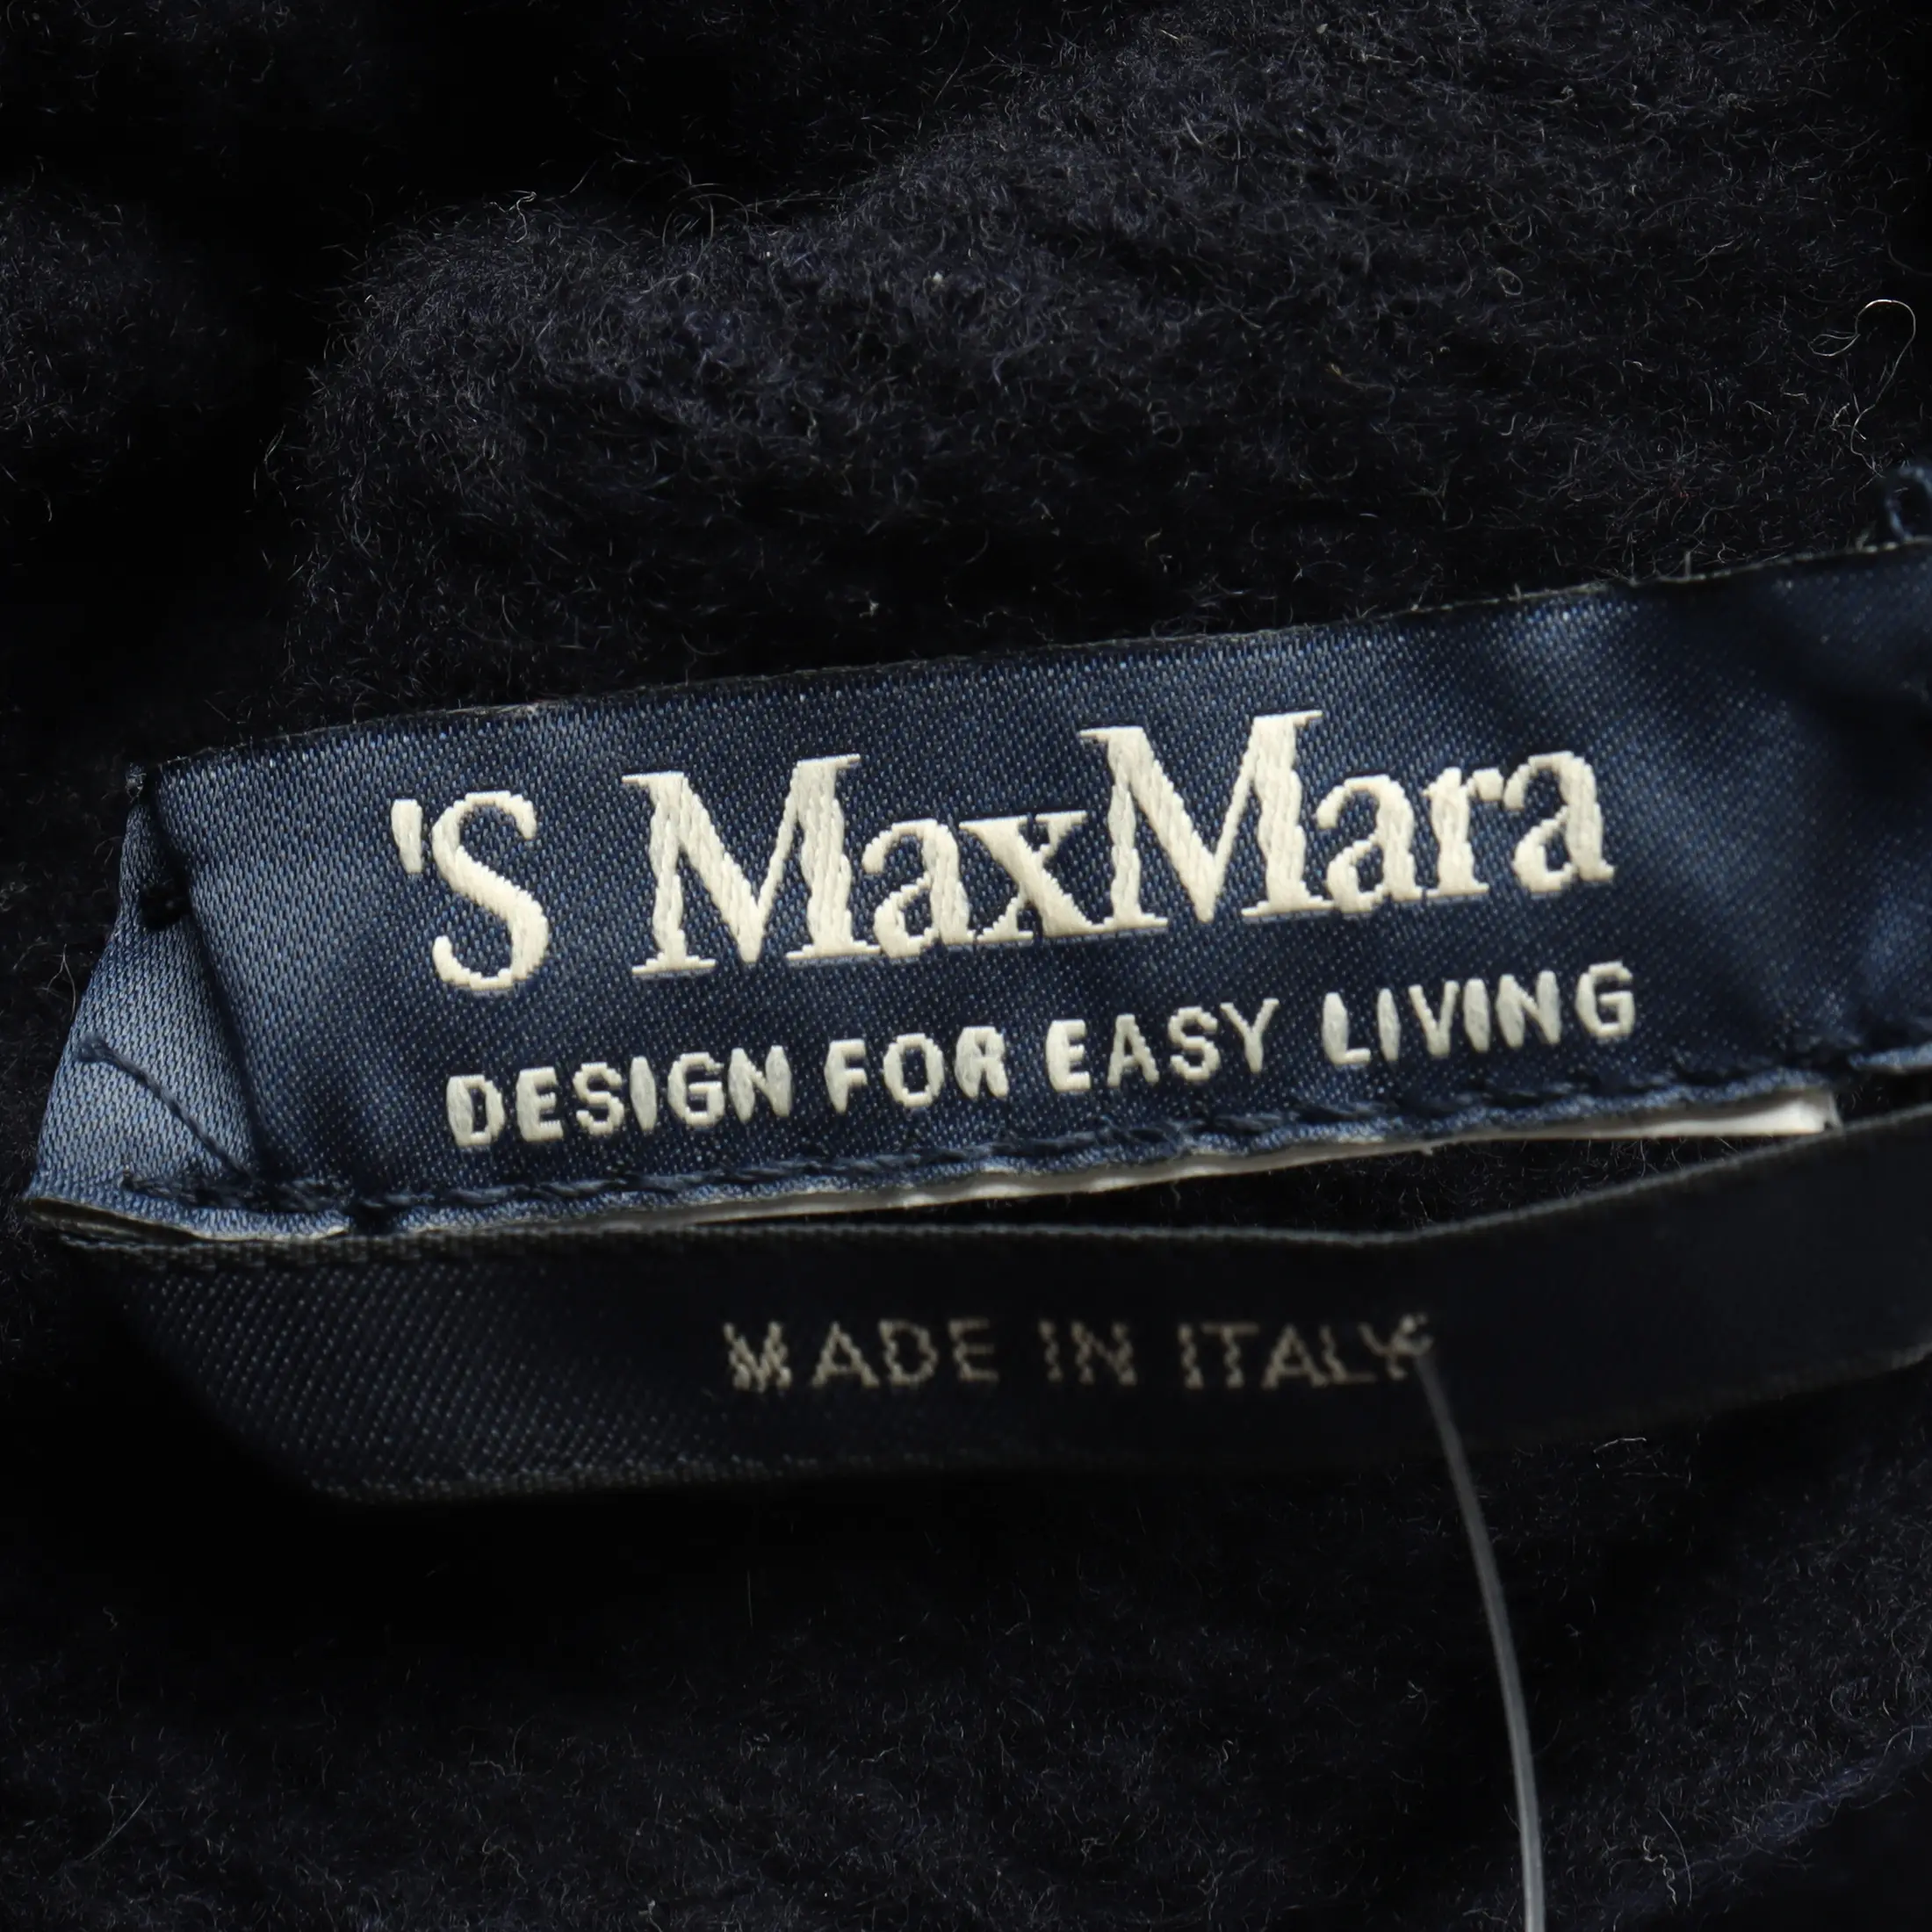 'S MaxMara
DESIGN FOR EASY LIVING
MADE IN ITALY